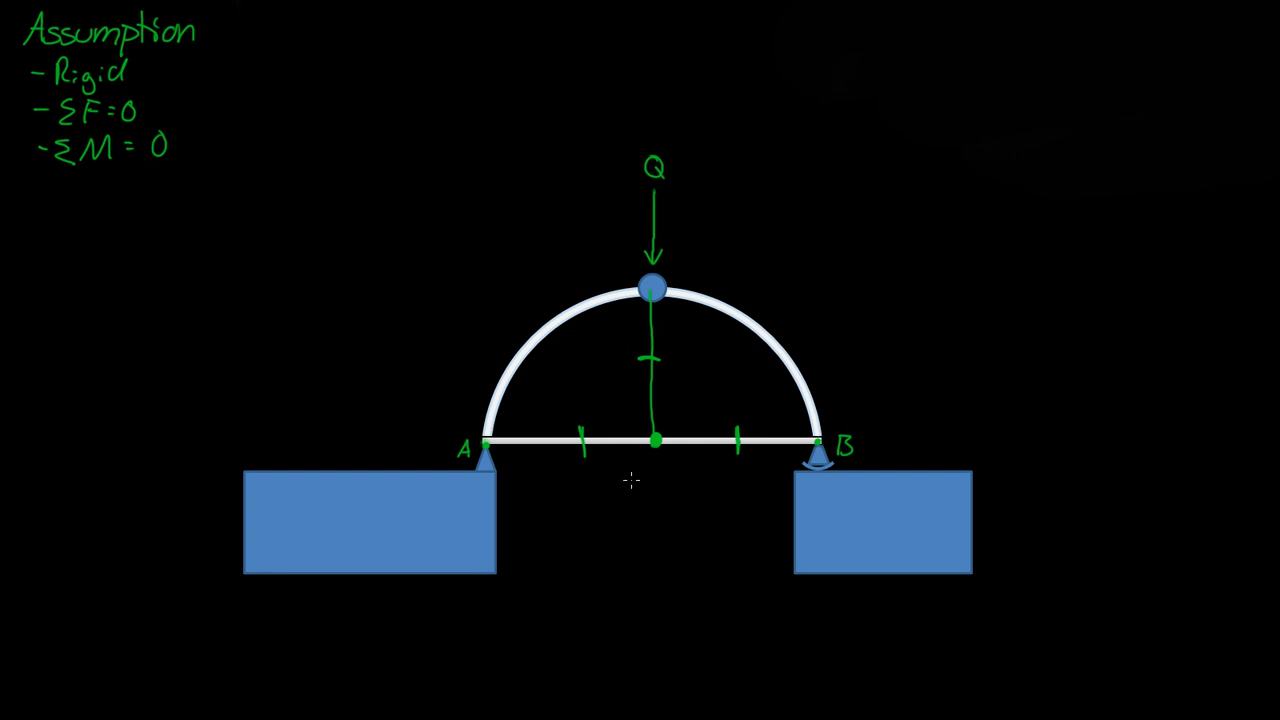 Assumption
- Rigid
- ΣF=0
- ΣM = 0
Q
A
B